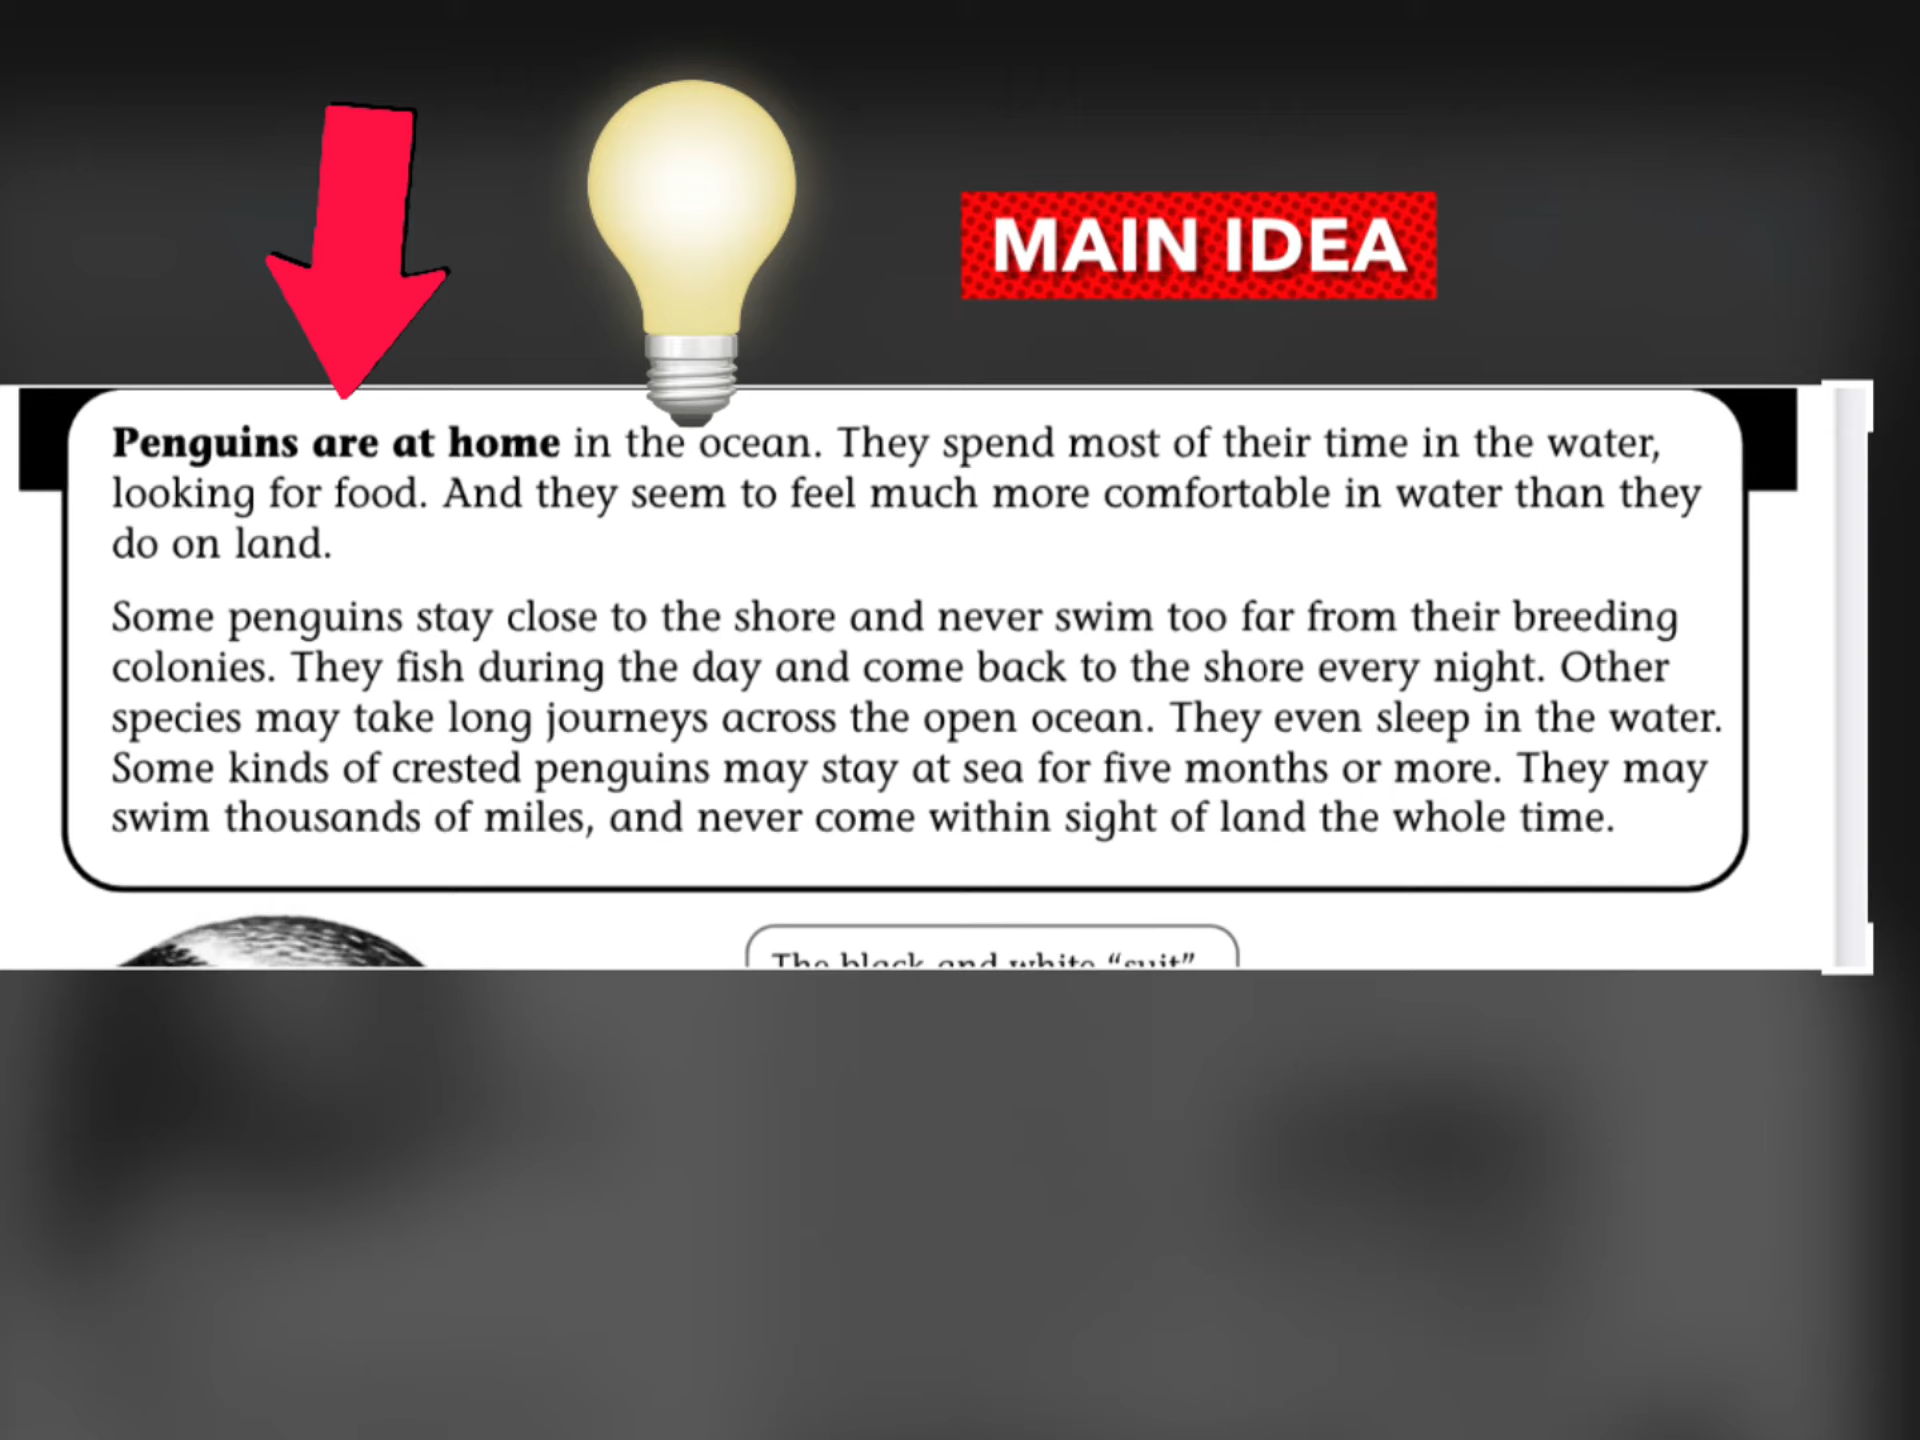 MAIN IDEA
Penguins are at home in the ocean. They spend most of their time in the water,
looking for food. And they seem to feel much more comfortable in water than they
do on land.
Some penguins stay close to the shore and never swim too far from their breeding
colonies. They fish during the day and come back to the shore every night. Other
species may take long journeys across the open ocean. They even sleep in the water.
Some kinds of crested penguins may stay at sea for five months or more. They may
swim thousands of miles, and never come within sight of land the whole time.
The black and white “suit”